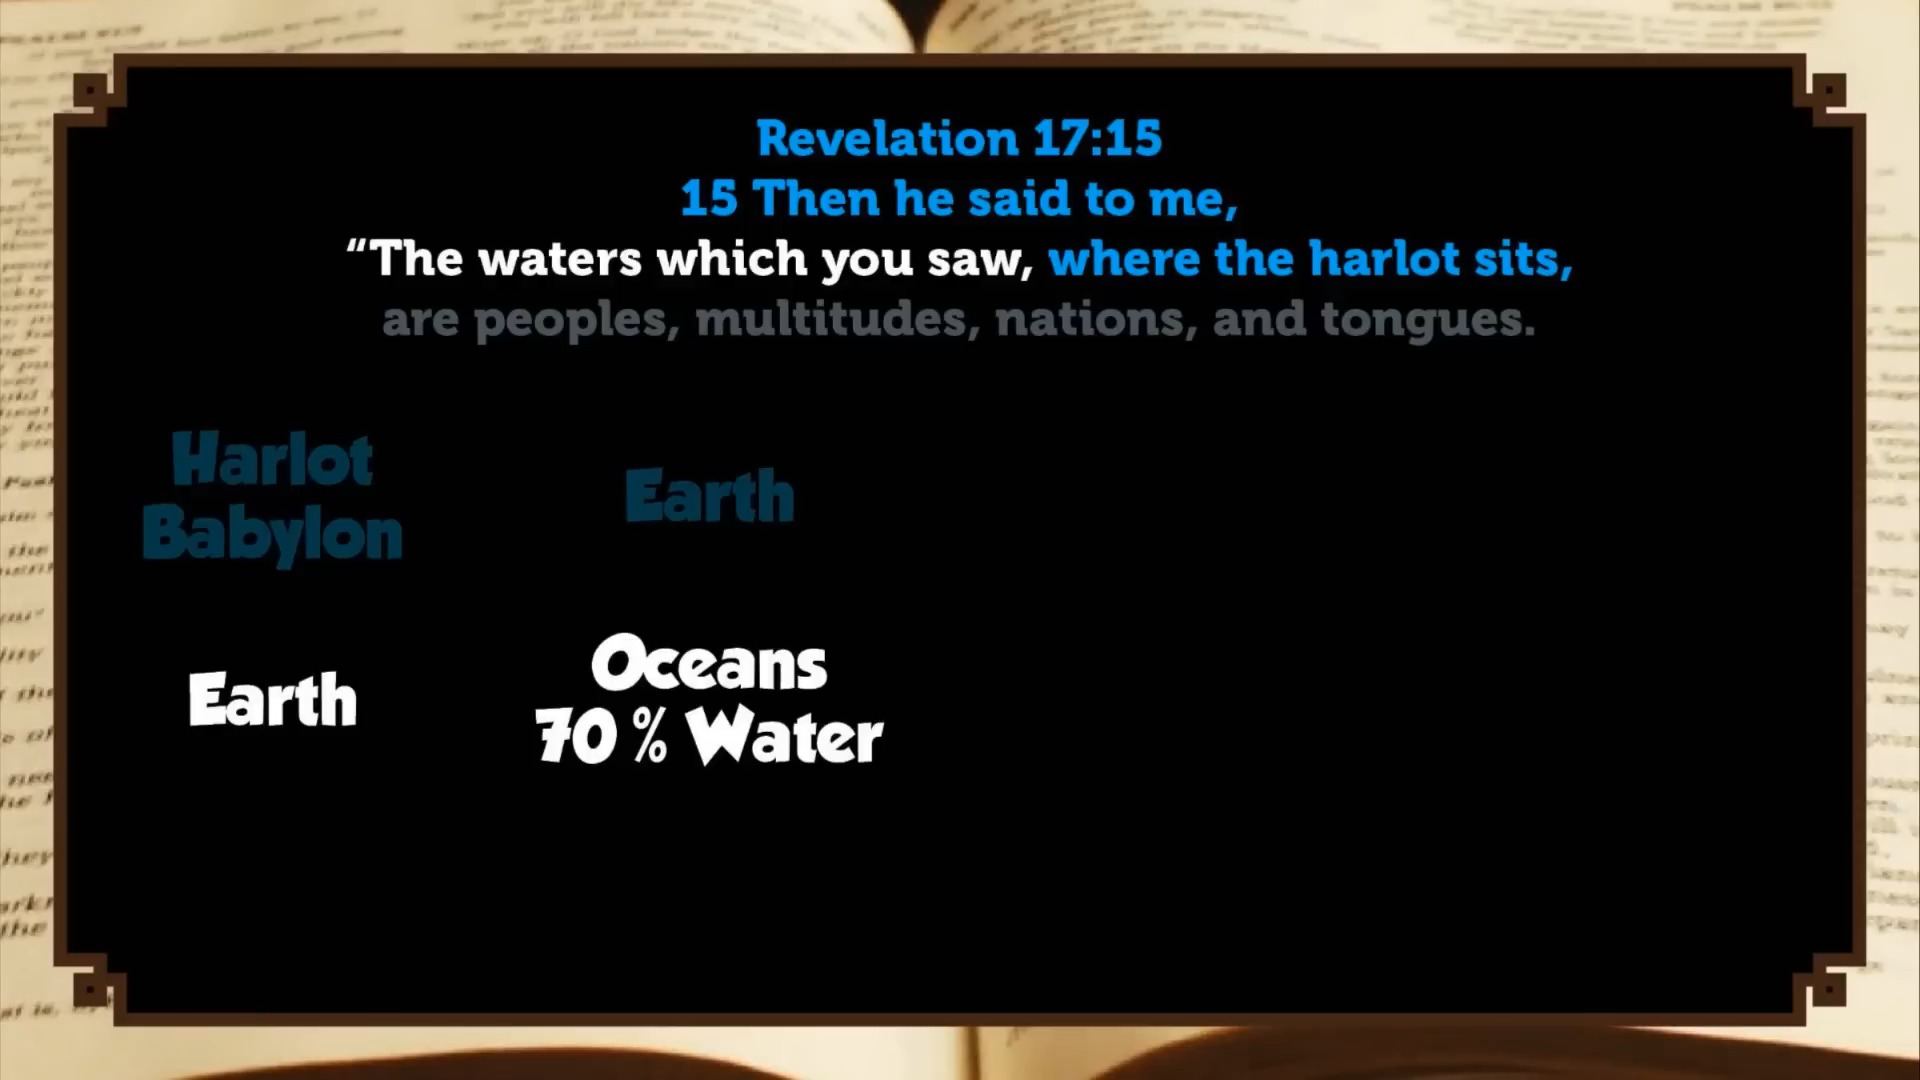 Revelation 17:15
15 Then he said to me,
“The waters which you saw, where the harlot sits,
are peoples, multitudes, nations, and tongues.
Harlot
Babylon
Earth
Earth
Oceans
70 % Water